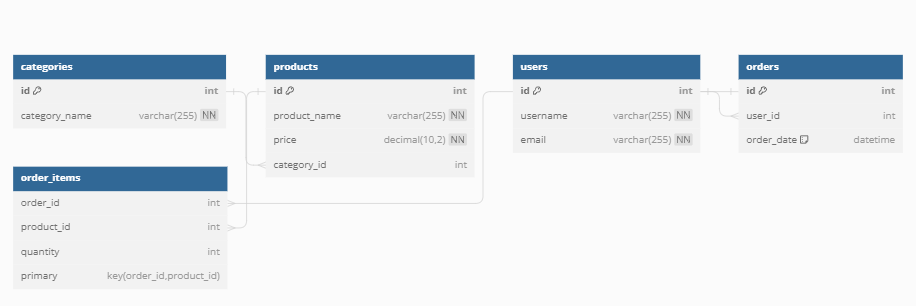 categories
id int
category_name varchar(255) NN
products
id int
product_name varchar(255) NN
price decimal(10,2) NN
category_id int
users
id int
username varchar(255) NN
email varchar(255) NN
orders
id int
user_id int
order_date datetime
order_items
order_id int
product_id int
quantity int
primary key(order_id,product_id)